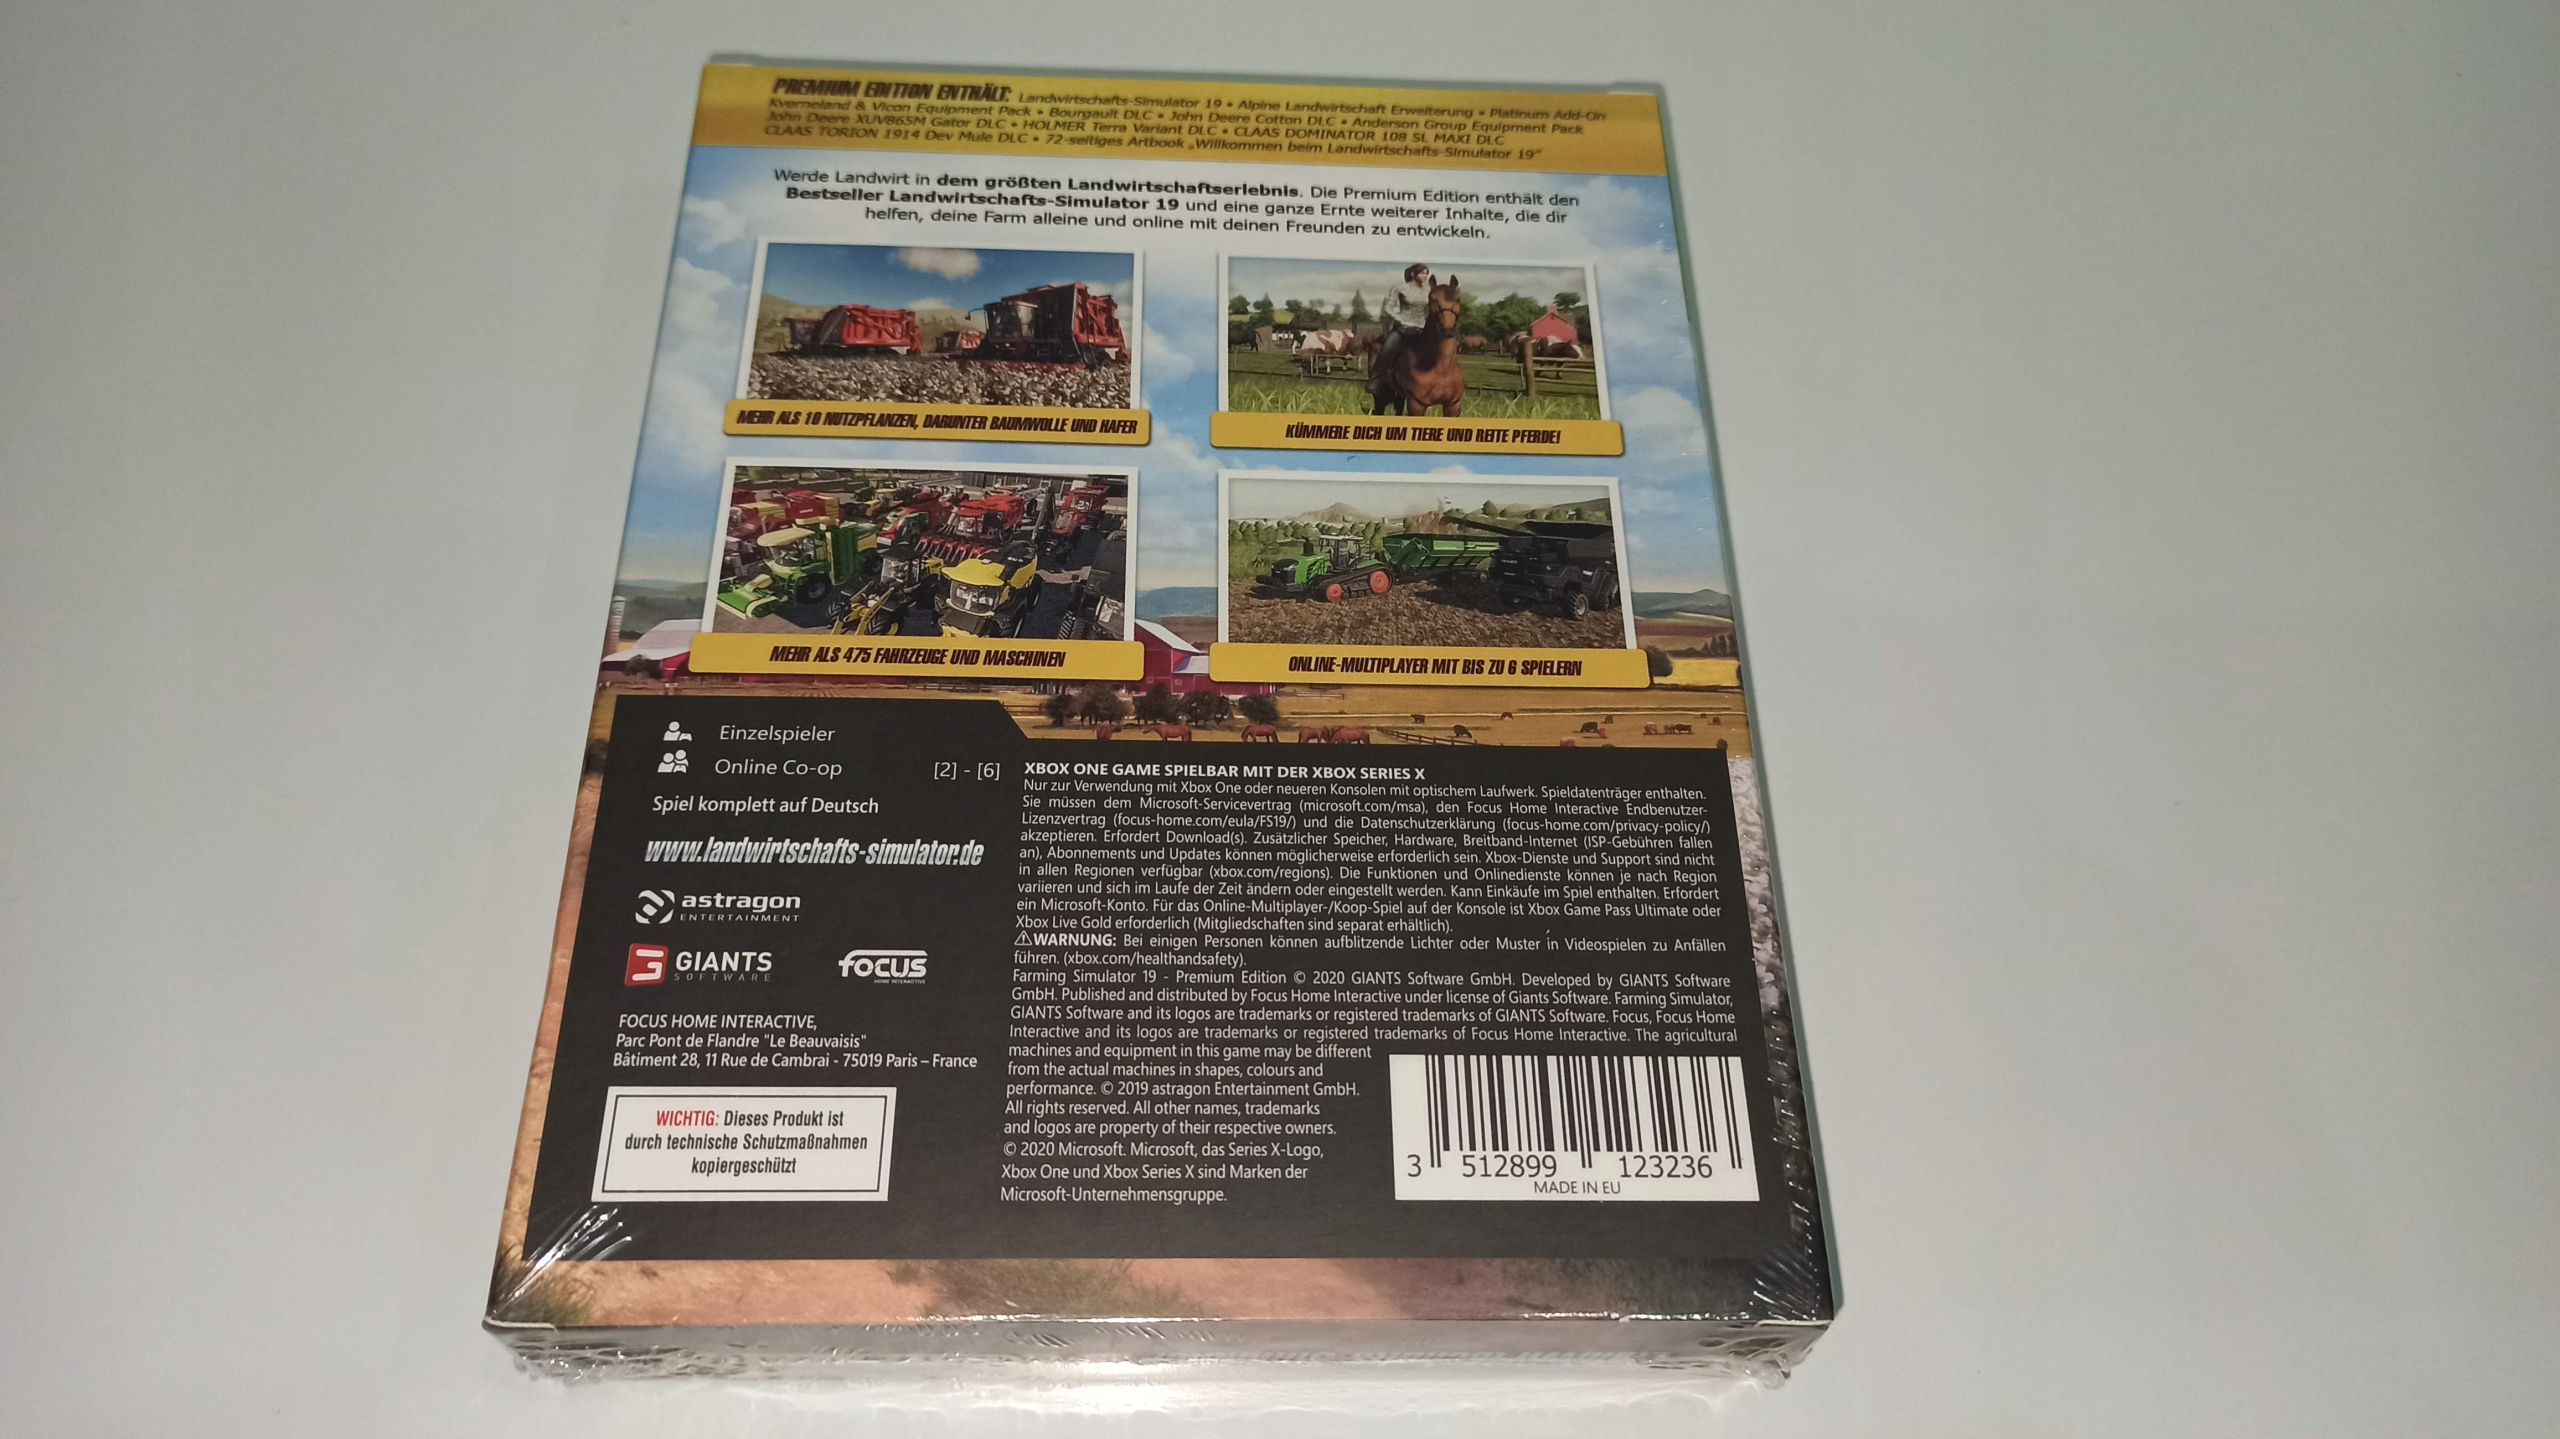 PREMIUM EDITION ENTHÄLT: Landwirtschafts-Simulator 19 • Alpine Landwirtschaft Erweiterung • Platinum Add-On
Kverneland & Vicon Equipment Pack • Bourgault DLC • John Deere Cotton DLC • Anderson Group Equipment Pack
John Deere XUV865M Gator DLC • HOLMER Terra Variant DLC • CLAAS DOMINATOR 108 SL MAXI DLC
CLAAS TORION 1914 Dev Mule DLC • 72-seitiges Artbook „Willkommen beim Landwirtschafts-Simulator 19“
Werde Landwirt in dem größten Landwirtschaftserlebnis. Die Premium Edition enthält den
Bestseller Landwirtschafts-Simulator 19 und eine ganze Ernte weiterer Inhalte, die dir
helfen, deine Farm alleine und online mit deinen Freunden zu entwickeln.
MEHR ALS 10 NUTZPFLANZEN, DARUNTER BAUMWOLLE UND HAFER
KÜMMERE DICH UM TIERE UND REITE PFERDE!
MEHR ALS 475 FAHRZEUGE UND MASCHINEN
ONLINE-MULTIPLAYER MIT BIS ZU 6 SPIELERN
Einzelspieler
Online Co-op [2] - [6]
Spiel komplett auf Deutsch
www.landwirtschafts-simulator.de
astragon
ENTERTAINMENT
GIANTS
SOFTWARE
focus
HOME INTERACTIVE
FOCUS HOME INTERACTIVE,
Parc Pont de Flandre "Le Beauvaisis"
Bâtiment 28, 11 Rue de Cambrai - 75019 Paris – France
WICHTIG: Dieses Produkt ist
durch technische Schutzmaßnahmen
kopiergeschützt
XBOX ONE GAME SPIELBAR MIT DER XBOX SERIES X
Nur zur Verwendung mit Xbox One oder neueren Konsolen mit optischem Laufwerk. Spieldatenträger enthalten.
Sie müssen dem Microsoft-Servicevertrag (microsoft.com/msa), den Focus Home Interactive Endbenutzer-
Lizenzvertrag (focus-home.com/eula/FS19/) und die Datenschutzerklärung (focus-home.com/privacy-policy/)
akzeptieren. Erfordert Download(s). Zusätzlicher Speicher, Hardware, Breitband-Internet (ISP-Gebühren fallen
an), Abonnements und Updates können möglicherweise erforderlich sein. Xbox-Dienste und Support sind nicht
in allen Regionen verfügbar (xbox.com/regions). Die Funktionen und Onlinedienste können je nach Region
variieren und sich im Laufe der Zeit ändern oder eingestellt werden. Kann Einkäufe im Spiel enthalten. Erfordert
ein Microsoft-Konto. Für das Online-Multiplayer-/Koop-Spiel auf der Konsole ist Xbox Game Pass Ultimate oder
Xbox Live Gold erforderlich (Mitgliedschaften sind separat erhältlich).
⚠WARNUNG: Bei einigen Personen können aufblitzende Lichter oder Muster in Videospielen zu Anfällen
führen. (xbox.com/healthandsafety).
Farming Simulator 19 - Premium Edition © 2020 GIANTS Software GmbH. Developed by GIANTS Software
GmbH. Published and distributed by Focus Home Interactive under license of Giants Software. Farming Simulator,
GIANTS Software and its logos are trademarks or registered trademarks of GIANTS Software. Focus, Focus Home
Interactive and its logos are trademarks or registered trademarks of Focus Home Interactive. The agricultural
machines and equipment in this game may be different
from the actual machines in shapes, colours and
performance. © 2019 astragon Entertainment GmbH.
All rights reserved. All other names, trademarks
and logos are property of their respective owners.
© 2020 Microsoft. Microsoft, das Series X-Logo,
Xbox One und Xbox Series X sind Marken der
Microsoft-Unternehmensgruppe.
3 512899 123236
MADE IN EU